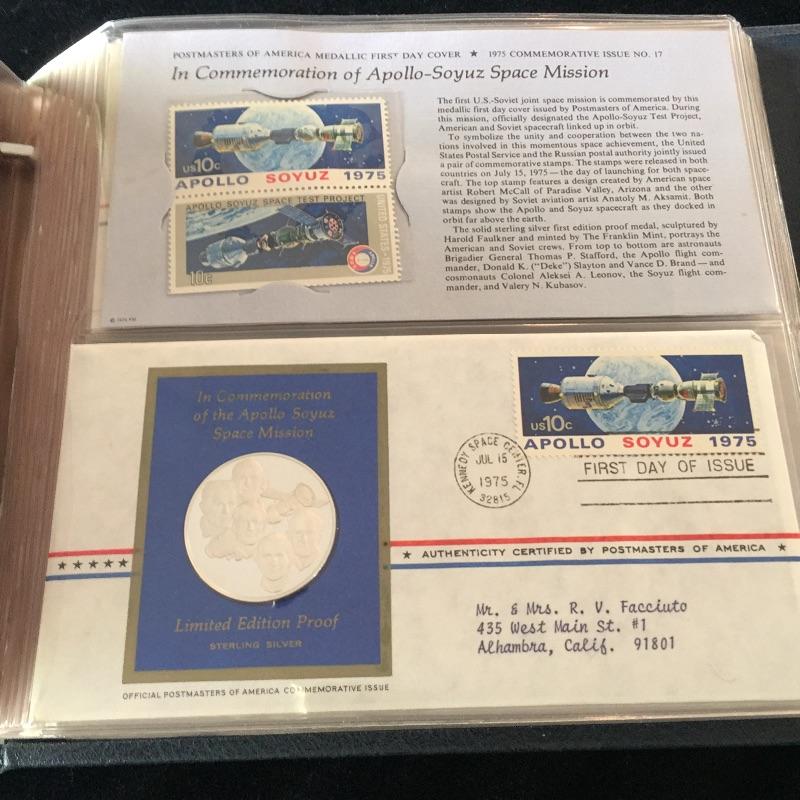 POSTMASTERS OF AMERICA MEDALLIC FIRST DAY COVER ★ 1975 COMMEMORATIVE ISSUE NO. 17
In Commemoration of Apollo-Soyuz Space Mission
US10c
APOLLO SOYUZ 1975
APOLLO SOYUZ SPACE TEST PROJECT
UNITED STATES · 1975
10c
The first U.S.-Soviet joint space mission is commemorated by this
medallic first day cover issued by Postmasters of America. During
this mission, officially designated the Apollo-Soyuz Test Project,
American and Soviet spacecraft linked up in orbit.
To symbolize the unity and cooperation between the two na-
tions involved in this momentous space achievement, the United
States Postal Service and the Russian postal authority jointly issued
a pair of commemorative stamps. The stamps were released in both
countries on July 15, 1975—the day of launching for both space-
craft. The top stamp features a design created by American space
artist Robert McCall of Paradise Valley, Arizona and the other
was designed by Soviet aviation artist Anatoly M. Aksamit. Both
stamps show the Apollo and Soyuz spacecraft as they docked in
orbit far above the earth.
The solid sterling silver first edition proof medal, sculptured by
Harold Faulkner and minted by The Franklin Mint, portrays the
American and Soviet crews. From top to bottom are astronauts
Brigadier General Thomas P. Stafford, the Apollo flight com-
mander, Donald K. ("Deke") Slayton and Vance D. Brand—and
cosmonauts Colonel Aleksei A. Leonov, the Soyuz flight com-
mander, and Valery N. Kubasov.
In Commemoration
of the Apollo Soyuz
Space Mission
Limited Edition Proof
STERLING SILVER
OFFICIAL POSTMASTERS OF AMERICA COMMEMORATIVE ISSUE
US10c
APOLLO SOYUZ 1975
KENNEDY SPACE CENTER, FL
JUL 15
1975
32815
FIRST DAY OF ISSUE
★ AUTHENTICITY CERTIFIED BY POSTMASTERS OF AMERICA ★
Mr. & Mrs. R. V. Facciuto
435 West Main St. #1
Alhambra, Calif. 91801